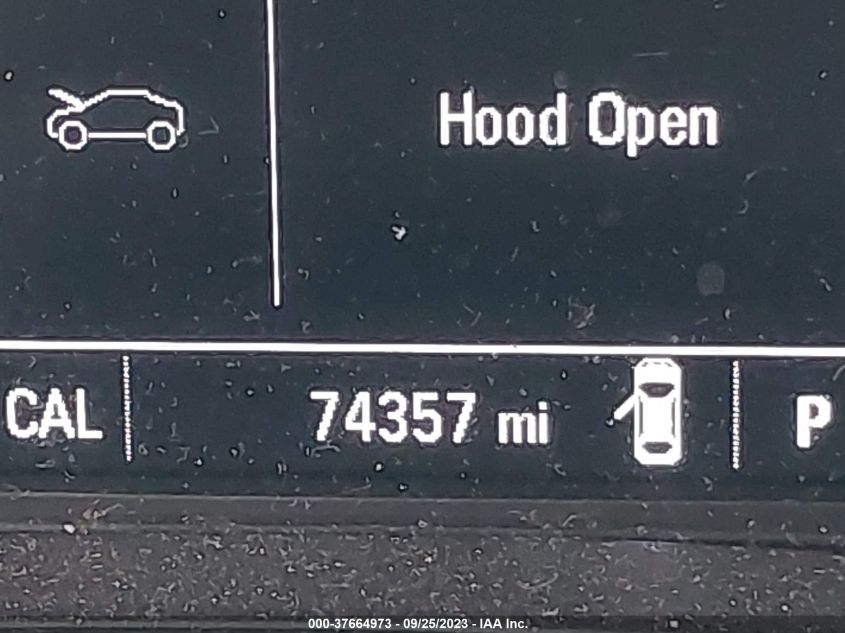 Hood Open
CAL 74357 mi P
000-37664973 - 09/25/2023 - IAA Inc.